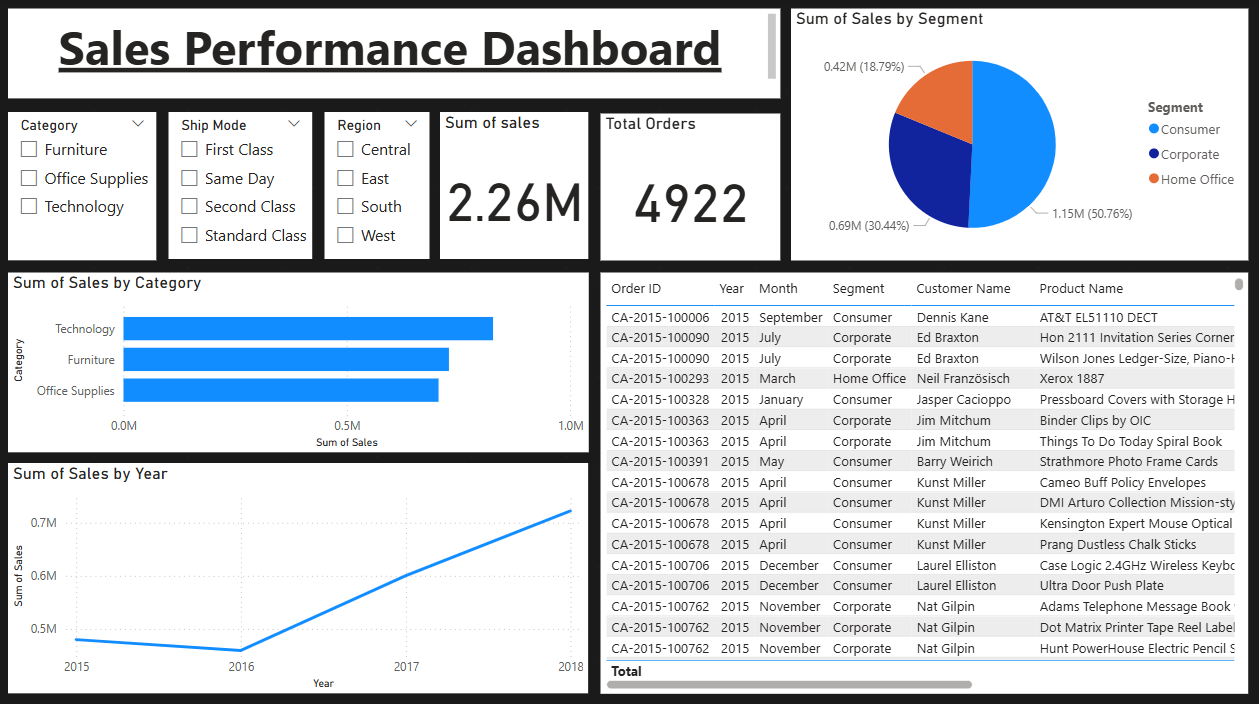 Sales Performance Dashboard
Sum of Sales by Segment
0.42M (18.79%)
0.69M (30.44%)
1.15M (50.76%)
Segment
Consumer
Corporate
Home Office
Category
Furniture
Office Supplies
Technology
Ship Mode
First Class
Same Day
Second Class
Standard Class
Region
Central
East
South
West
Sum of sales
2.26M
Total Orders
4922
Sum of Sales by Category
Category
Technology
Furniture
Office Supplies
0.0M 0.5M 1.0M
Sum of Sales
Sum of Sales by Year
Sum of Sales
0.7M
0.6M
0.5M
2015 2016 2017 2018
Year
Order ID Year Month Segment Customer Name Product Name
CA-2015-100006 2015 September Consumer Dennis Kane AT&T EL51110 DECT
CA-2015-100090 2015 July Corporate Ed Braxton Hon 2111 Invitation Series Corner
CA-2015-100090 2015 July Corporate Ed Braxton Wilson Jones Ledger-Size, Piano-
CA-2015-100293 2015 March Home Office Neil Französisch Xerox 1887
CA-2015-100328 2015 January Consumer Jasper Cacioppo Pressboard Covers with Storage
CA-2015-100363 2015 April Corporate Jim Mitchum Binder Clips by OIC
CA-2015-100363 2015 April Corporate Jim Mitchum Things To Do Today Spiral Book
CA-2015-100391 2015 May Consumer Barry Weirich Strathmore Photo Frame Cards
CA-2015-100678 2015 April Consumer Kunst Miller Cameo Buff Policy Envelopes
CA-2015-100678 2015 April Consumer Kunst Miller DMI Arturo Collection Mission-sty
CA-2015-100678 2015 April Consumer Kunst Miller Kensington Expert Mouse Optical
CA-2015-100678 2015 April Consumer Kunst Miller Prang Dustless Chalk Sticks
CA-2015-100706 2015 December Consumer Laurel Elliston Case Logic 2.4GHz Wireless Keybo
CA-2015-100706 2015 December Consumer Laurel Elliston Ultra Door Push Plate
CA-2015-100762 2015 November Corporate Nat Gilpin Adams Telephone Message Book
CA-2015-100762 2015 November Corporate Nat Gilpin Dot Matrix Printer Tape Reel Label
CA-2015-100762 2015 November Corporate Nat Gilpin Hunt PowerHouse Electric Pencil S
Total